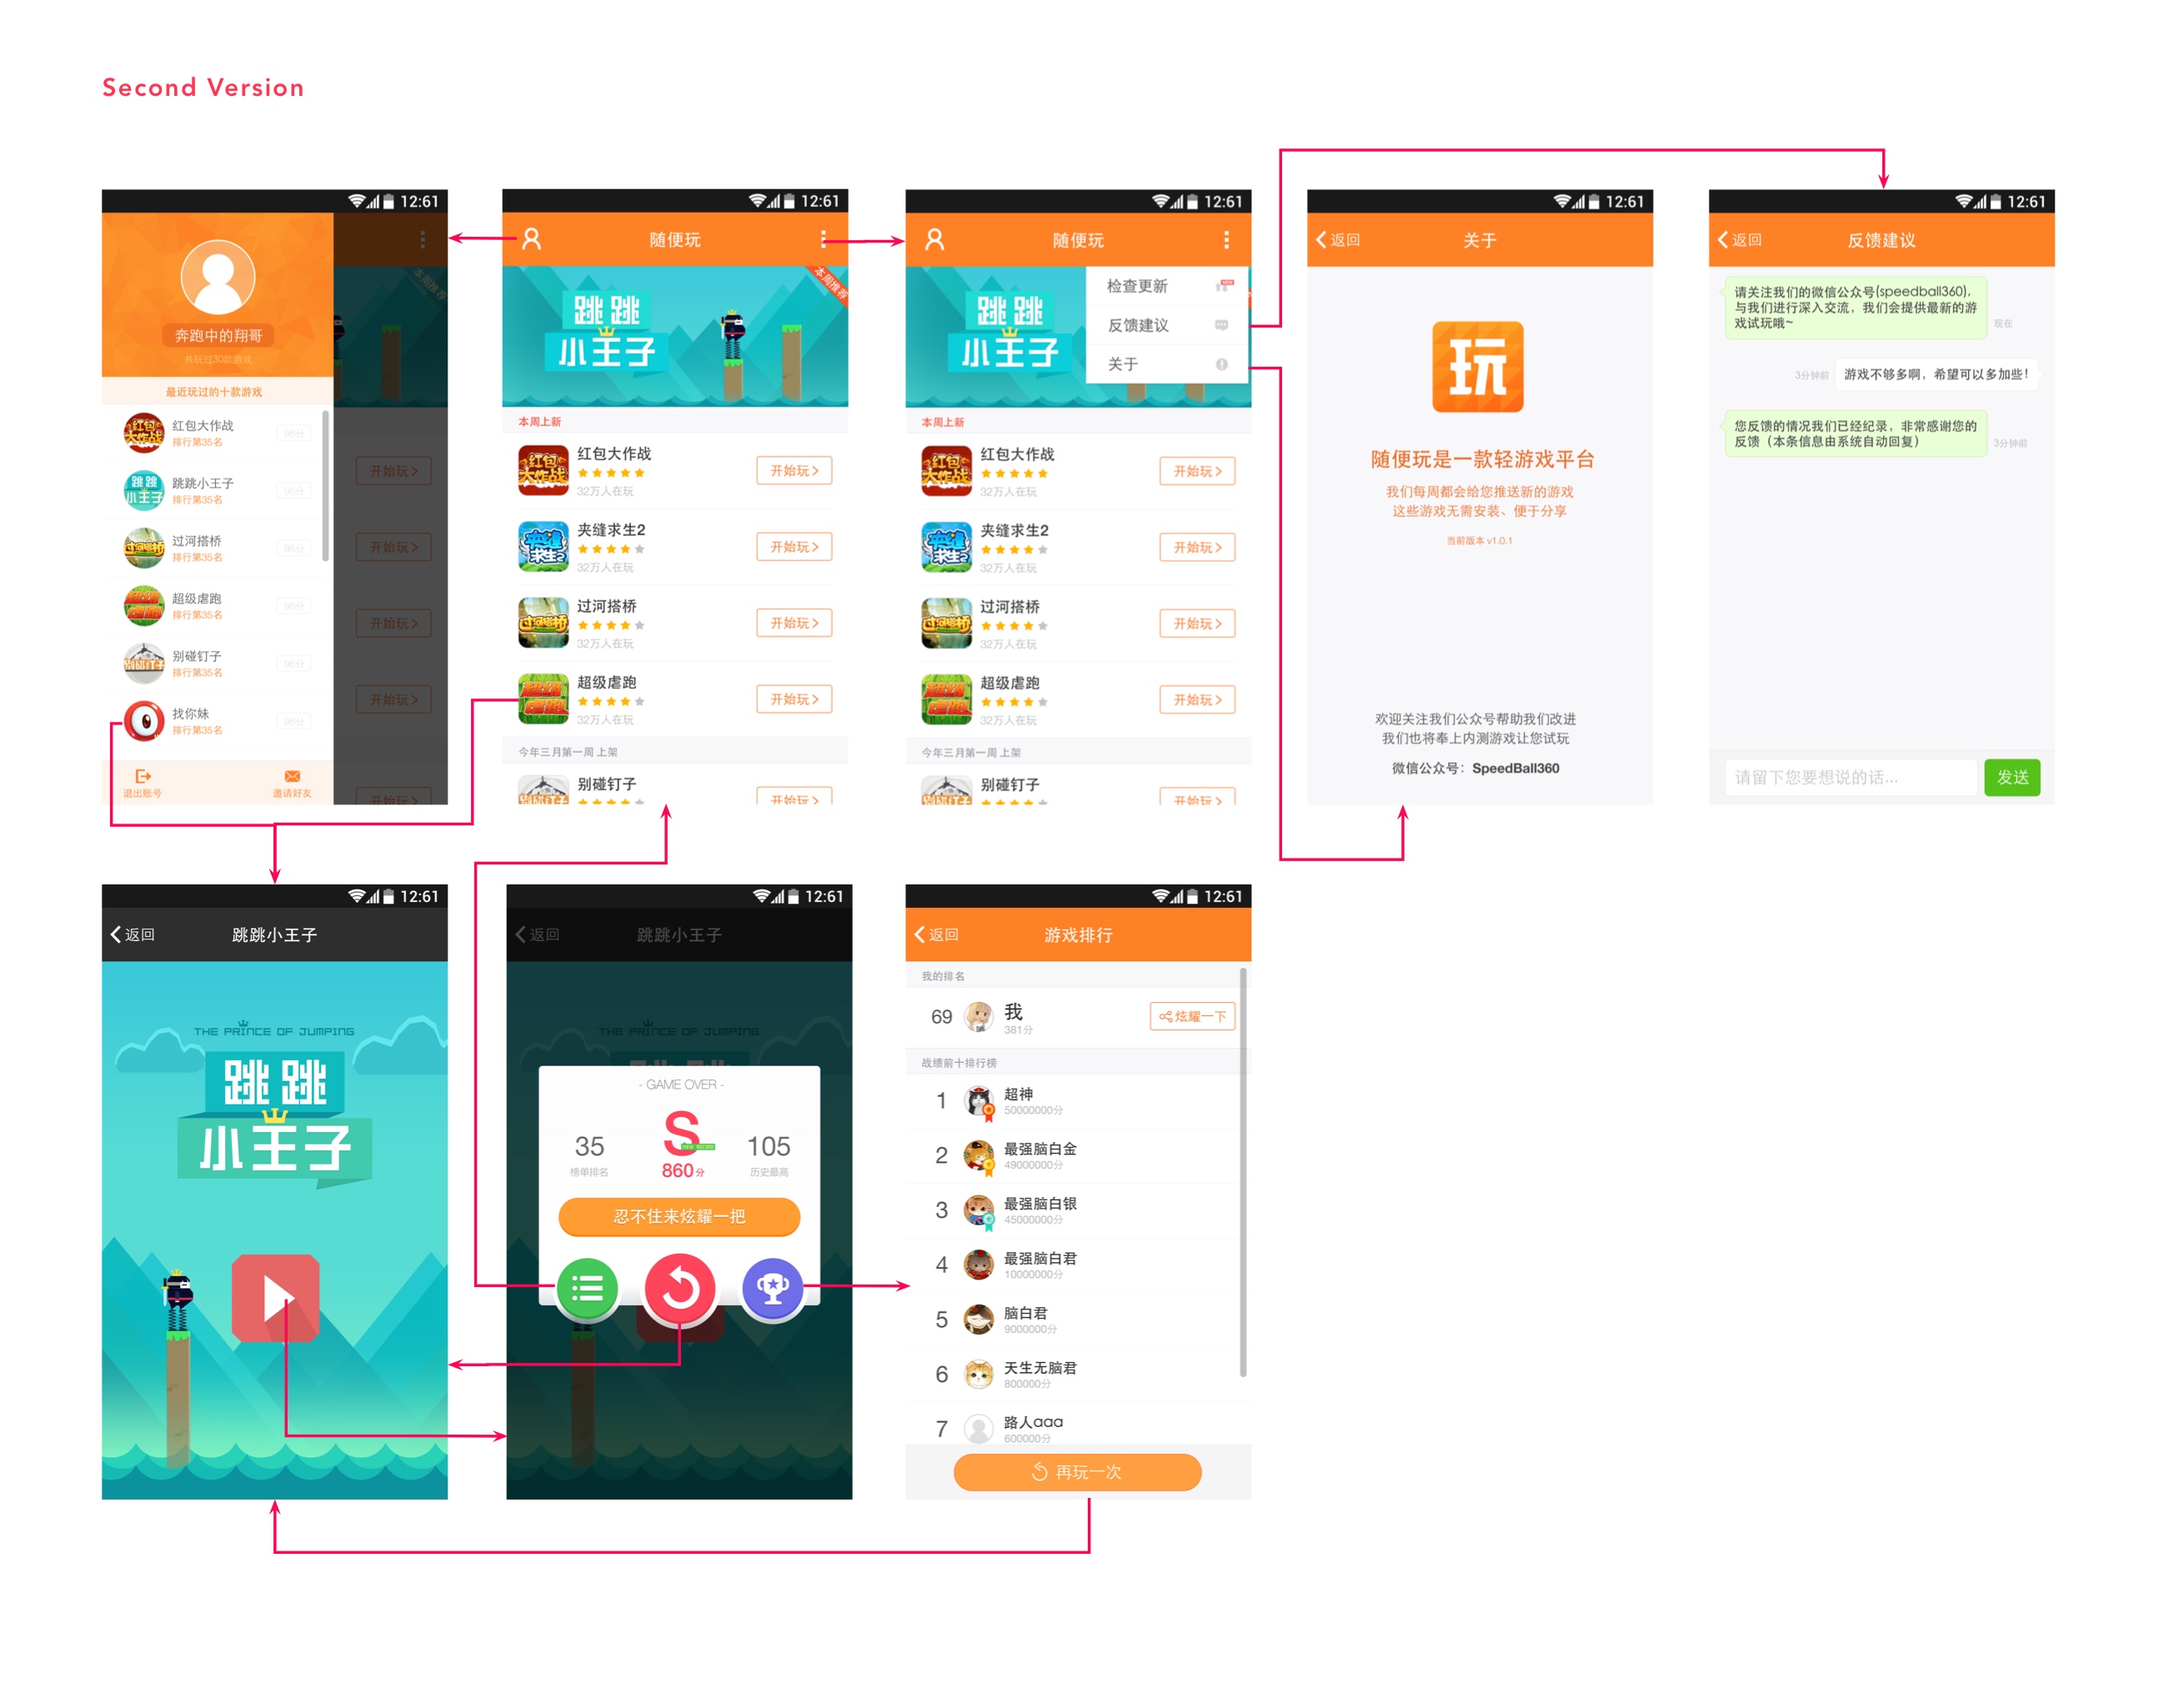 Second Version
12:61
奔跑中的翔哥
共玩过30款游戏
最近玩过的十款游戏
红包大作战
排行第35名
96分
跳跳小王子
排行第35名
96分
过河搭桥
排行第35名
96分
超级虐跑
排行第35名
96分
别碰钉子
排行第35名
96分
找你妹
排行第35名
96分
退出账号
邀请好友
本周推荐
开始玩>
开始玩>
开始玩>
开始玩>
开始玩>
12:61
随便玩
本周推荐
跳跳
小王子
本周上新
红包大作战
32万人在玩
开始玩>
夹缝求生2
32万人在玩
开始玩>
过河搭桥
32万人在玩
开始玩>
超级虐跑
32万人在玩
开始玩>
今年三月第一周 上架
别碰钉子
开始玩>
12:61
随便玩
跳跳
小王子
检查更新
NEW
反馈建议
关于
本周上新
红包大作战
32万人在玩
开始玩>
夹缝求生2
32万人在玩
开始玩>
过河搭桥
32万人在玩
开始玩>
超级虐跑
32万人在玩
开始玩>
今年三月第一周 上架
别碰钉子
开始玩>
12:61
返回
关于
玩
随便玩是一款轻游戏平台
我们每周都会给您推送新的游戏
这些游戏无需安装、便于分享
当前版本 v1.0.1
欢迎关注我们公众号帮助我们改进
我们也将奉上内测游戏让您试玩
微信公众号：SpeedBall360
12:61
返回
反馈建议
请关注我们的微信公众号(speedball360)，
与我们进行深入交流，我们会提供最新的游
戏试玩哦~
现在
3分钟前
游戏不够多啊，希望可以多加些！
您反馈的情况我们已经纪录，非常感谢您的
反馈（本条信息由系统自动回复）
3分钟前
请留下您要想说的话...
发送
12:61
返回
跳跳小王子
THE PRINCE OF JUMPING
跳跳
小王子
12:61
返回
跳跳小王子
THE PRINCE OF JUMPING
- GAME OVER -
35
榜单排名
S
860分
105
历史最高
忍不住来炫耀一把
12:61
返回
游戏排行
我的排名
69
我
381分
炫耀一下
战绩前十排行榜
1
超神
50000000分
2
最强脑白金
49000000分
3
最强脑白银
45000000分
4
最强脑白君
10000000分
5
脑白君
9000000分
6
天生无脑君
800000分
7
路人aaa
600000分
再玩一次